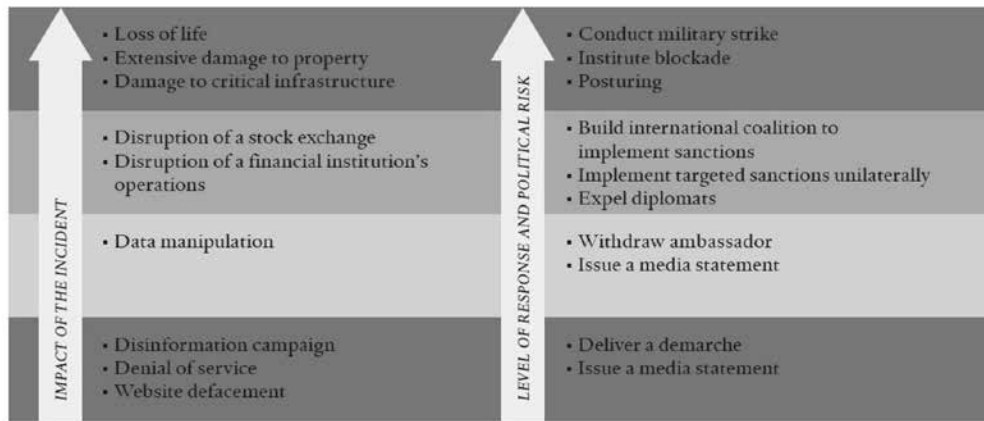 IMPACT OF THE INCIDENT
• Loss of life
• Extensive damage to property
• Damage to critical infrastructure
• Disruption of a stock exchange
• Disruption of a financial institution's
operations
• Data manipulation
• Disinformation campaign
• Denial of service
• Website defacement
LEVEL OF RESPONSE AND POLITICAL RISK
• Conduct military strike
• Institute blockade
• Posturing
• Build international coalition to
implement sanctions
• Implement targeted sanctions unilaterally
• Expel diplomats
• Withdraw ambassador
• Issue a media statement
• Deliver a demarche
• Issue a media statement